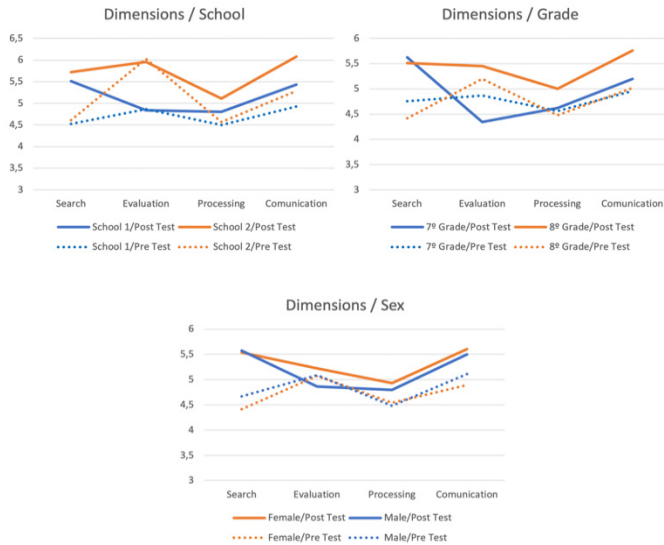 Dimensions / School
6,5
6
5,5
5
4,5
4
3,5
3
Search Evaluation Processing Comunication
School 1/Post Test School 2/Post Test
School 1/Pre Test School 2/Pre Test
Dimensions / Grade
6
5,5
5
4,5
4
3,5
3
Search Evaluation Processing Comunication
7º Grade/Post Test 8º Grade/Post Test
7º Grade/Pre Test 8º Grade/Pre Test
Dimensions / Sex
6
5,5
5
4,5
4
3,5
3
Search Evaluation Processing Comunication
Female/Post Test Male/Post Test
Female/Pre Test Male/Pre Test